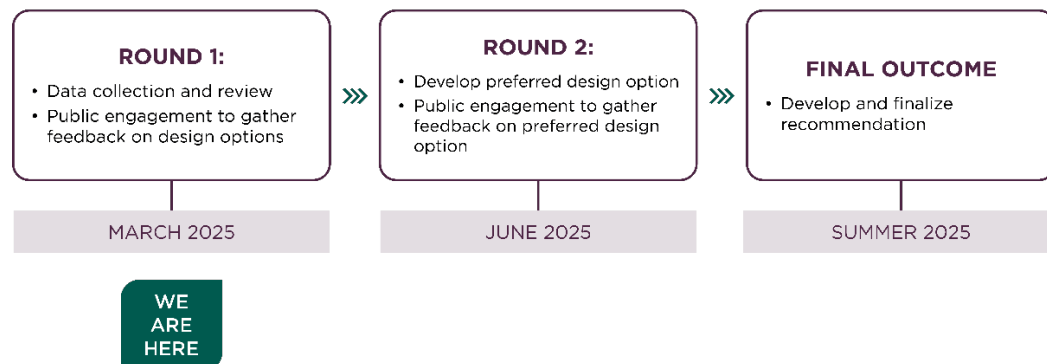 ROUND 1:
• Data collection and review
• Public engagement to gather
feedback on design options
ROUND 2:
• Develop preferred design option
• Public engagement to gather
feedback on preferred design
option
FINAL OUTCOME
• Develop and finalize
recommendation
MARCH 2025
JUNE 2025
SUMMER 2025
WE
ARE
HERE